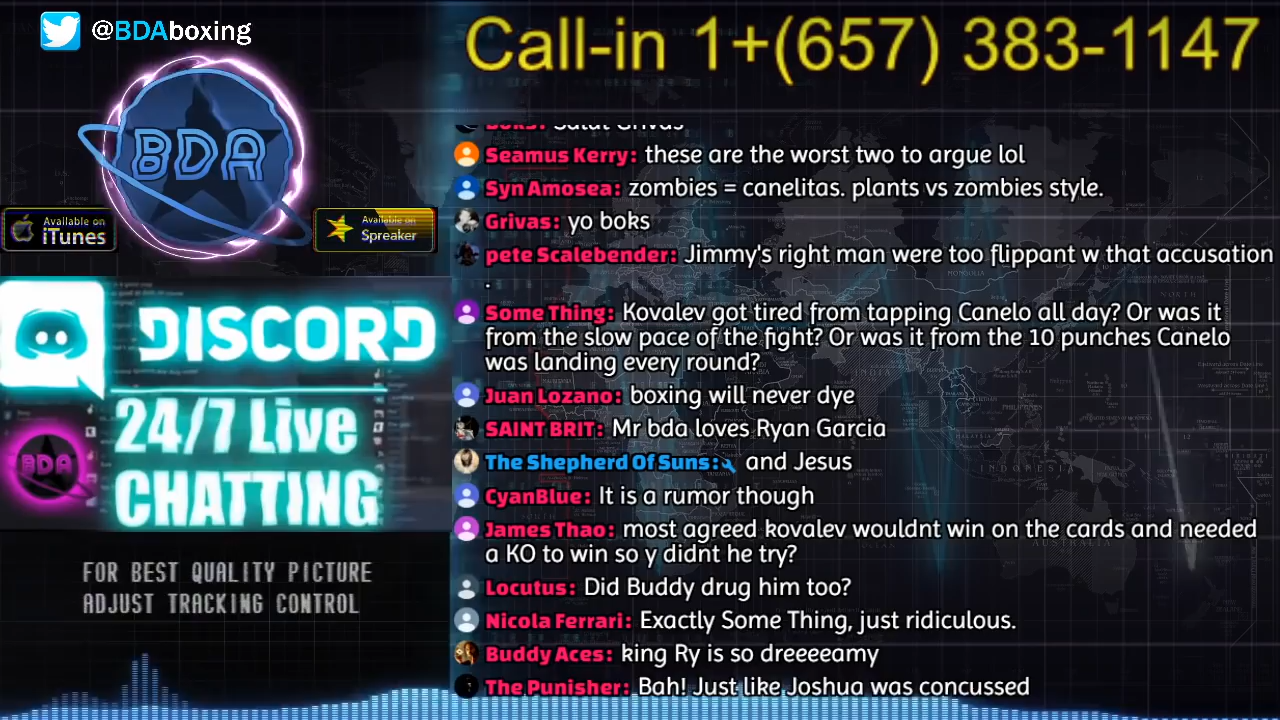 @BDAboxing
Call-in 1+(657) 383-1147
BDA
Available on
iTunes
Available on
Spreaker
DISCORD
24/7 Live
CHATTING
BDA
FOR BEST QUALITY PICTURE
ADJUST TRACKING CONTROL
Boks: Salat Grivas
Seamus Kerry: these are the worst two to argue lol
Syn Amosea: zombies = canelitas. plants vs zombies style.
Grivas: yo boks
pete Scalebender: Jimmy's right man were too flippant w that accusation
.
Some Thing: Kovalev got tired from tapping Canelo all day? Or was it
from the slow pace of the fight? Or was it from the 10 punches Canelo
was landing every round?
Juan Lozano: boxing will never dye
SAINT BRIT: Mr bda loves Ryan Garcia
The Shepherd Of Suns: and Jesus
CyanBlue: It is a rumor though
James Thao: most agreed kovalev wouldnt win on the cards and needed
a KO to win so y didnt he try?
Locutus: Did Buddy drug him too?
Nicola Ferrari: Exactly Some Thing, just ridiculous.
Buddy Aces: king Ry is so dreeeeamy
The Punisher: Bah! Just like Joshua was concussed